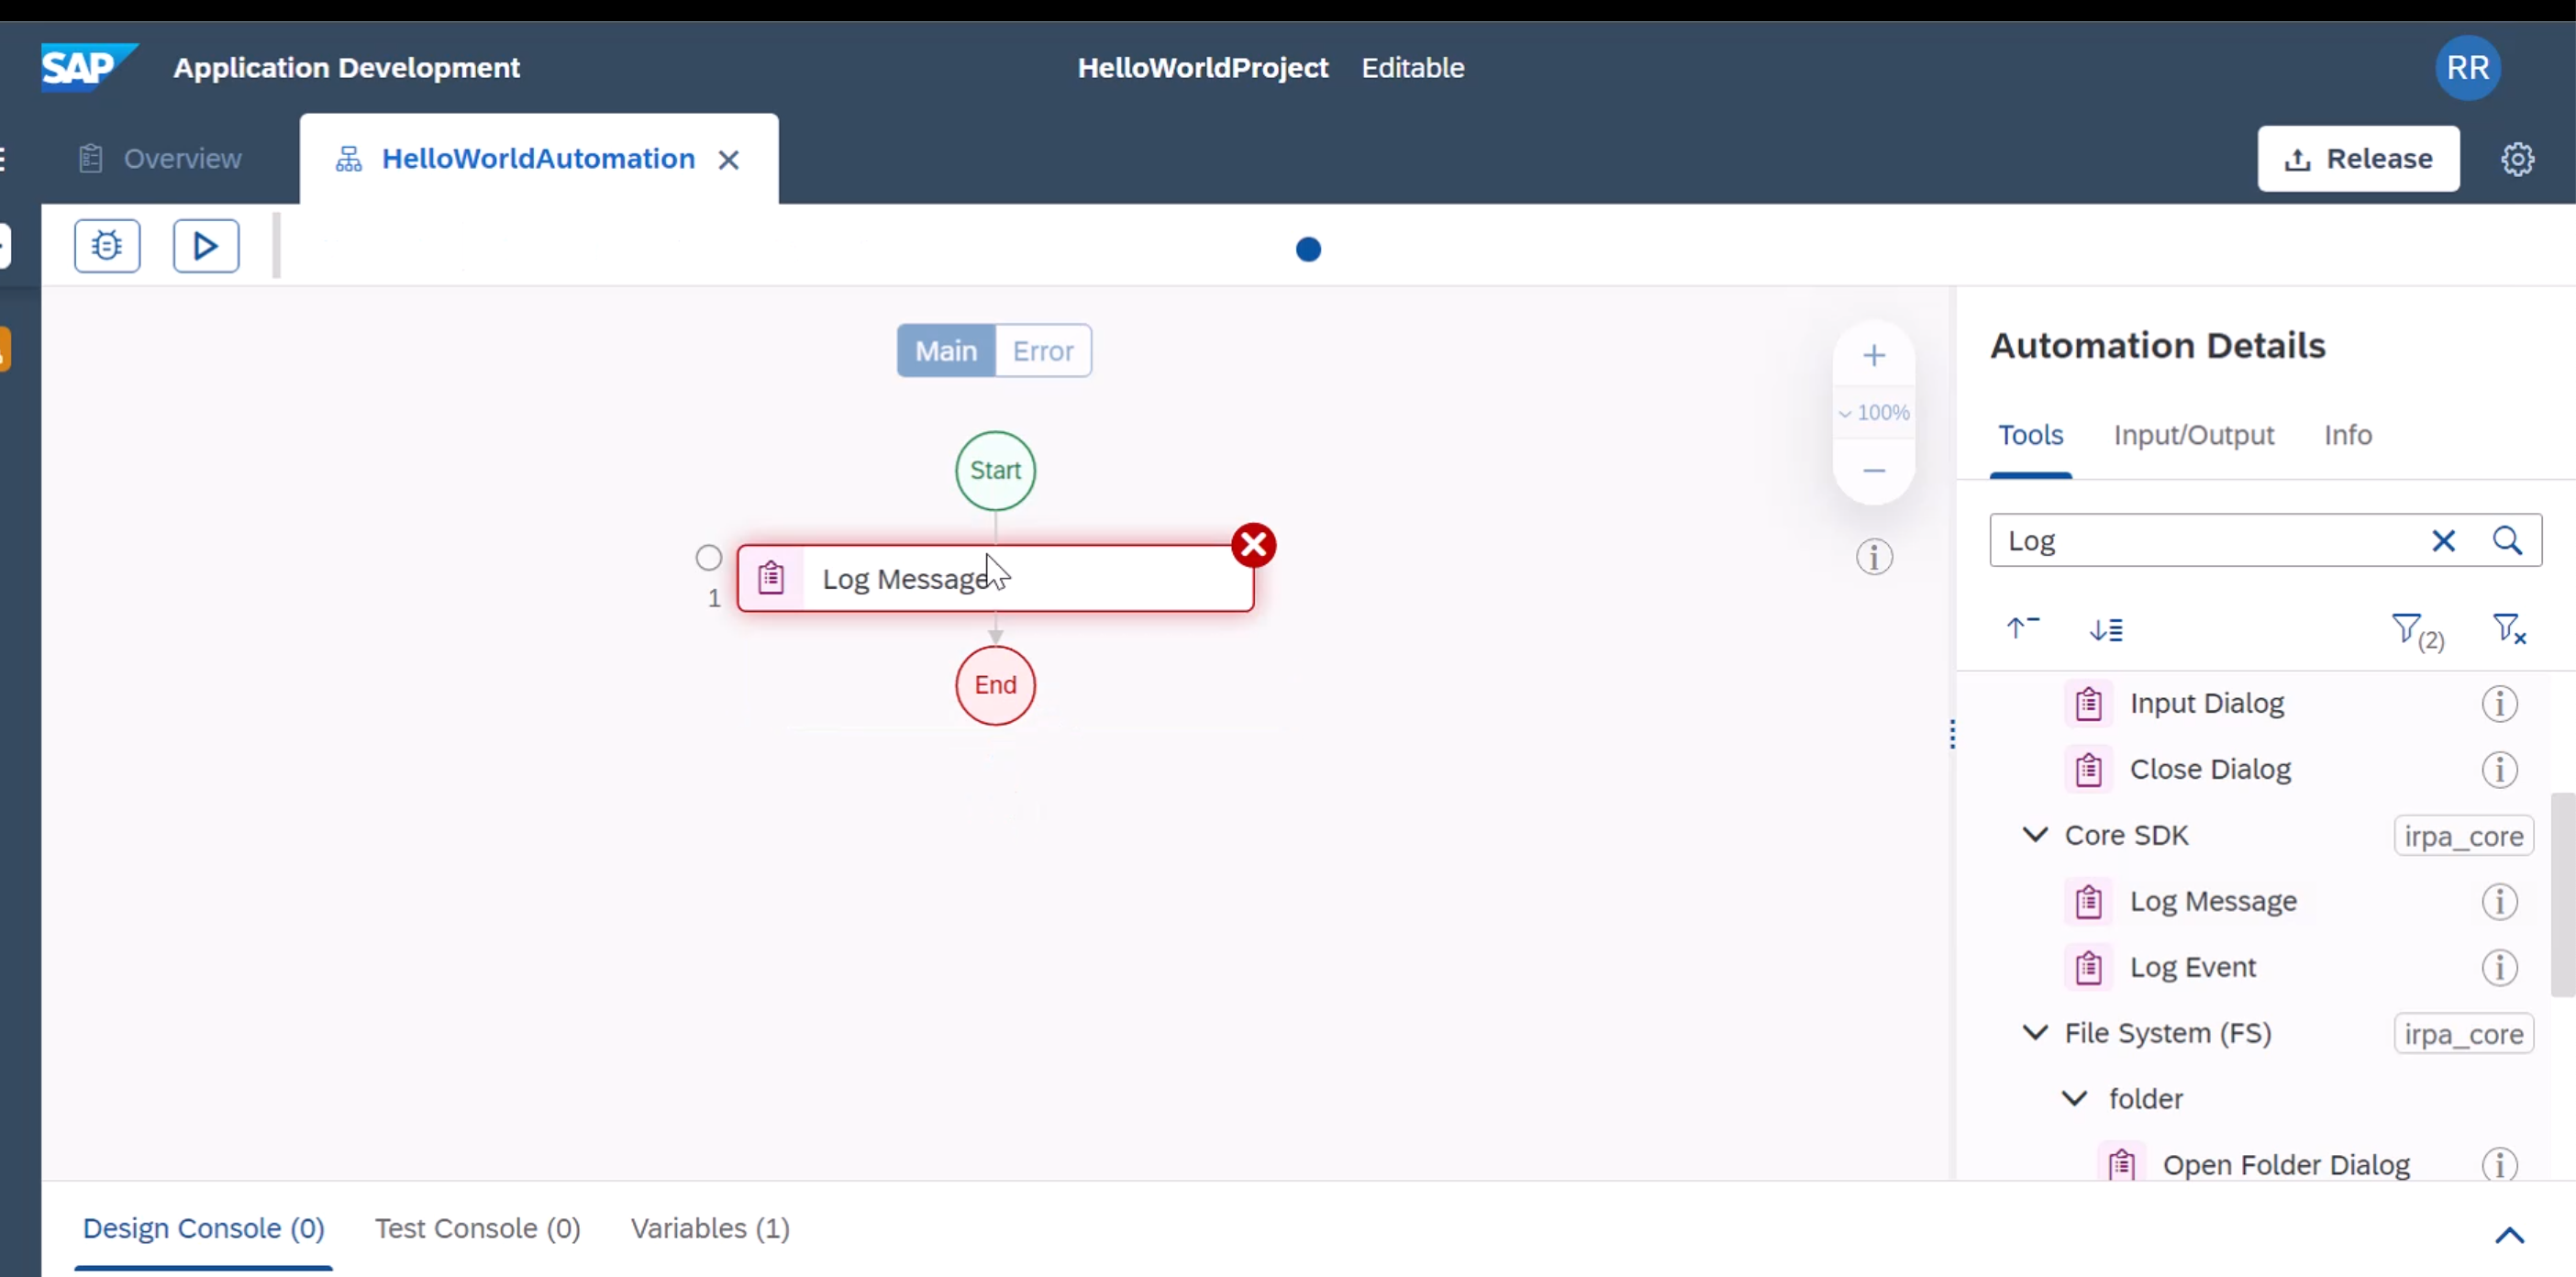 SAP Application Development HelloWorldProject Editable RR
Overview HelloWorldAutomation Release
Main Error
100%
Start
Log Message
1
End
Automation Details
Tools Input/Output Info
Log
(2)
Input Dialog
Close Dialog
Core SDK irpa_core
Log Message
Log Event
File System (FS) irpa_core
folder
Open Folder Dialog
Design Console (0) Test Console (0) Variables (1)